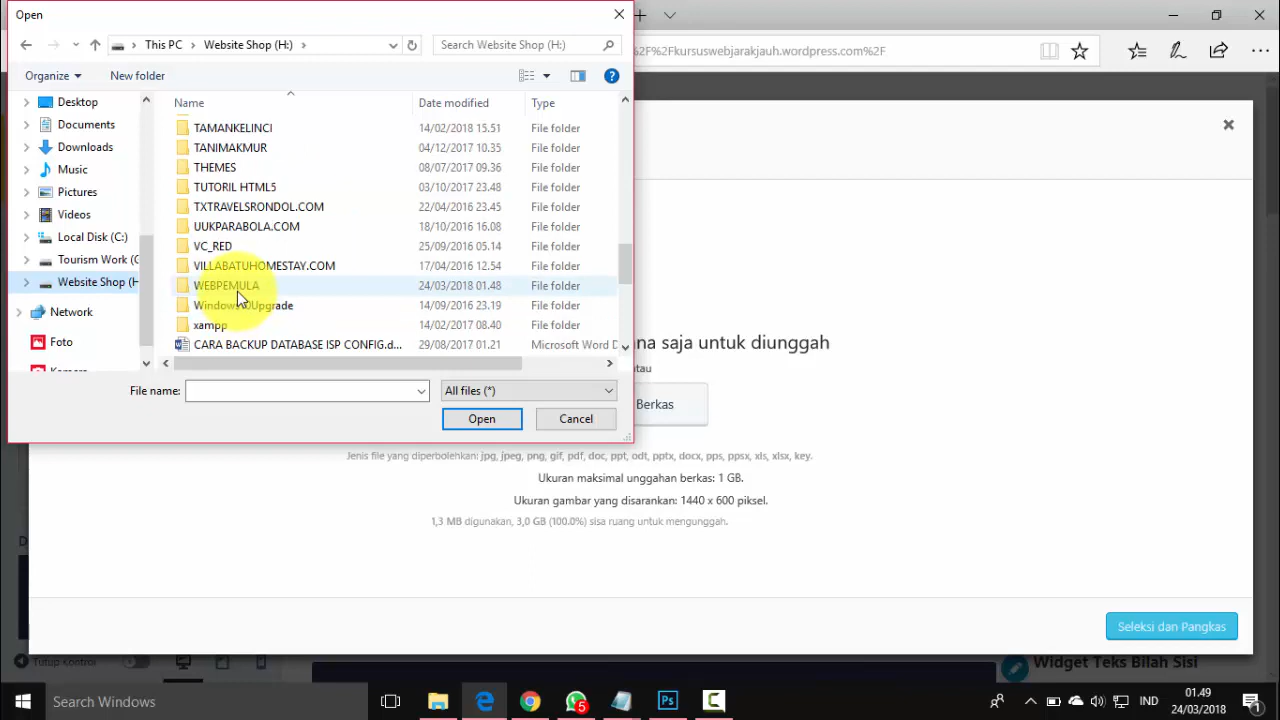 Open
This PC
Website Shop (H:)
Search Website Shop (H:)
%2F%2Fkursuswebjarakjauh.wordpress.com%2F
Organize
New folder
Desktop
Documents
Downloads
Music
Pictures
Videos
Local Disk (C:)
Tourism Work (
Website Shop (H
Network
Foto
Name Date modified Type
TAMANKELINCI 14/02/2018 15.51 File folder
TANIMAKMUR 04/12/2017 10.35 File folder
THEMES 08/07/2017 09.36 File folder
TUTORIL HTML5 03/10/2017 23.48 File folder
TXTRAVELSRONDOL.COM 22/04/2016 23.45 File folder
UUKPARABOLA.COM 18/10/2016 16.08 File folder
VC_RED 25/09/2016 05.14 File folder
VILLABATUHOMESTAY.COM 17/04/2016 12.54 File folder
WEBPEMULA 24/03/2018 01.48 File folder
Windows10Upgrade 14/09/2016 23.19 File folder
xampp 14/02/2017 08.40 File folder
CARA BACKUP DATABASE ISP CONFIG.d... 29/08/2017 01.21 Microsoft Word D
File name:
All files (*)
Open
Cancel
na saja untuk diunggah
atau
Berkas
Jenis file yang diperbolehkan: jpg, jpeg, png, gif, pdf, doc, ppt, odt, pptx, docx, pps, ppsx, xls, xlsx, key.
Ukuran maksimal unggahan berkas: 1 GB.
Ukuran gambar yang disarankan: 1440 x 600 piksel.
1,3 MB digunakan, 3,0 GB (100.0%) sisa ruang untuk mengunggah.
Seleksi dan Pangkas
Tutup Kontrol
Widget Teks Bilah Sisi
Search Windows
5
IND
01.49
24/03/2018
1